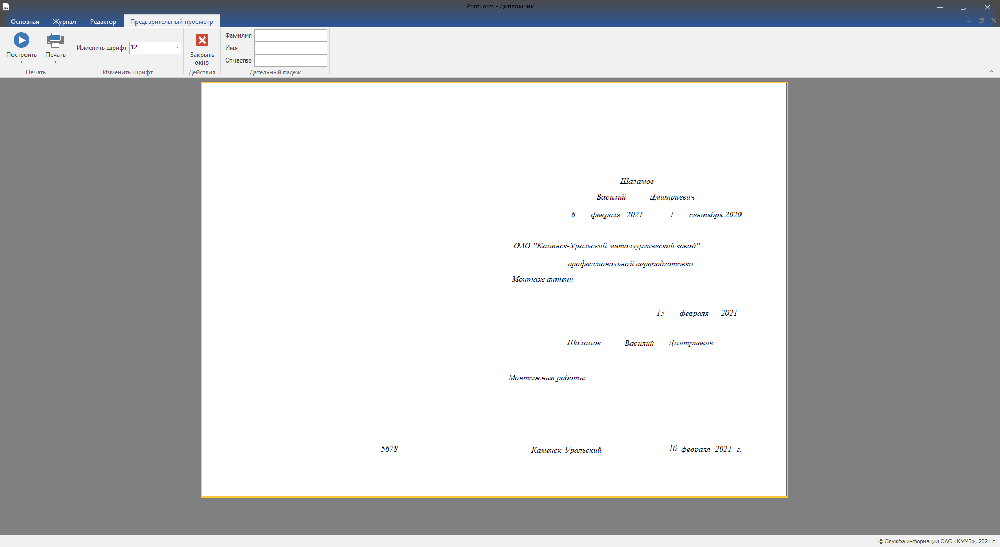 PrintForm - Дипломчик
Основная Журнал Редактор Предварительный просмотр
Построить Печать
Печать
Изменить шрифт 12
Изменить шрифт
Закрыть
окно
Действия
Фамилия
Имя
Отчество
Дательный падеж
Шаламов
Василий Дмитриевич
6 февраля 2021 1 сентября 2020
ОАО "Каменск-Уральский металлургический завод"
профессиональной переподготовки
Монтаж антенн
15 февраля 2021
Шаламов Василий Дмитриевич
Монтажные работы
5678 Каменск-Уральский 16 февраля 2021 г.
© Служба информации ОАО «КУМЗ», 2021 г.